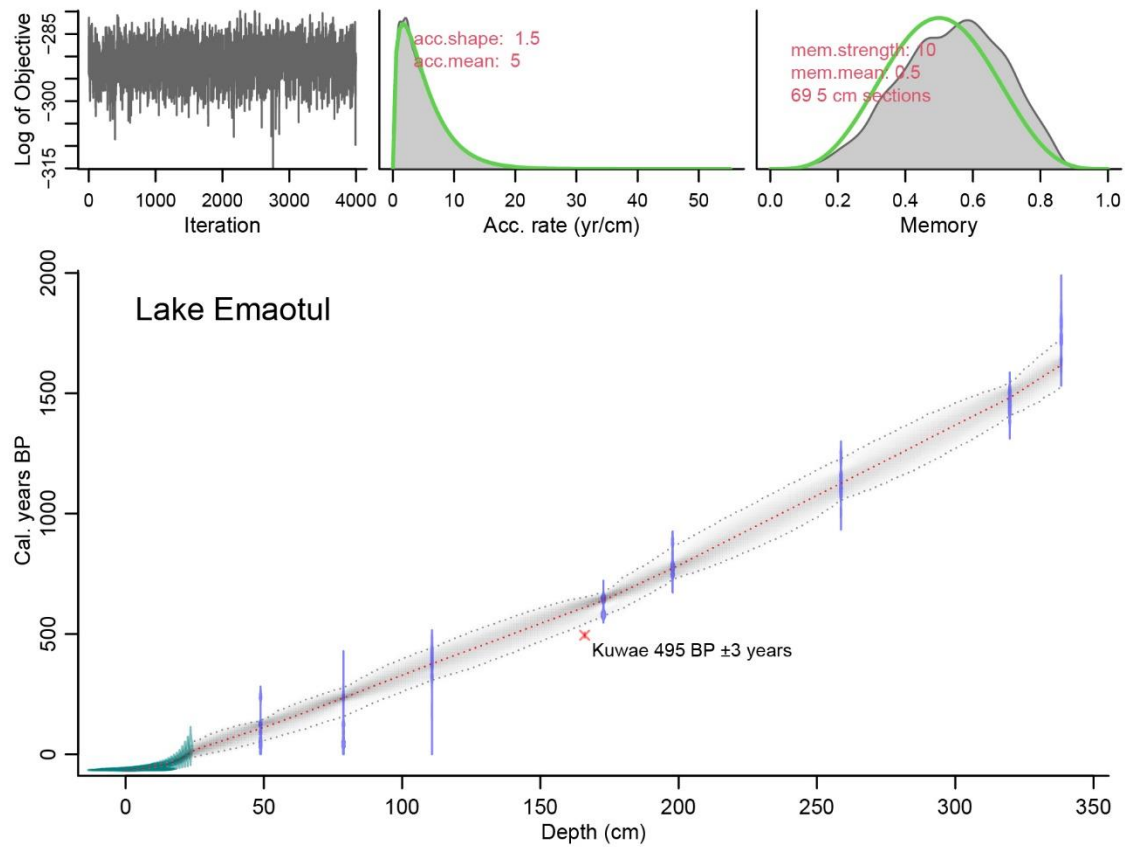 Log of Objective
-285
-300
-315
0 1000 2000 3000 4000
Iteration
acc.shape: 1.5
acc.mean: 5
0 10 20 30 40 50
Acc. rate (yr/cm)
mem.strength: 10
mem.mean: 0.5
69 5 cm sections
0.0 0.2 0.4 0.6 0.8 1.0
Memory
Lake Emaotul
Cal. years BP
2000
1500
1000
500
0
Kuwae 495 BP ±3 years
0 50 100 150 200 250 300 350
Depth (cm)